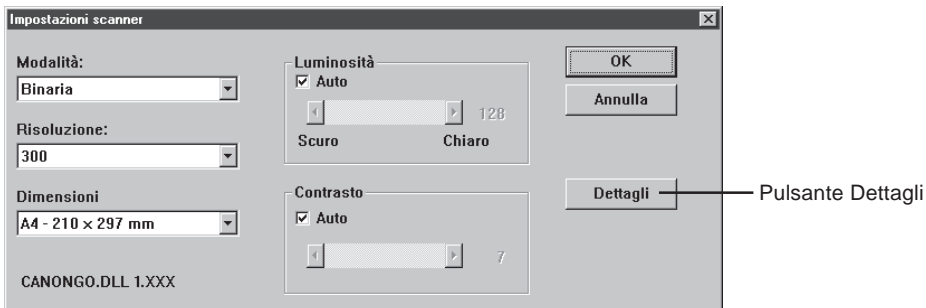 Impostazioni scanner
Modalità:
Binaria
Risoluzione:
300
Dimensioni
A4 - 210 x 297 mm
CANONGO.DLL 1.XXX
Luminosità
Auto
128
Scuro Chiaro
Contrasto
Auto
7
OK
Annulla
Dettagli
Pulsante Dettagli